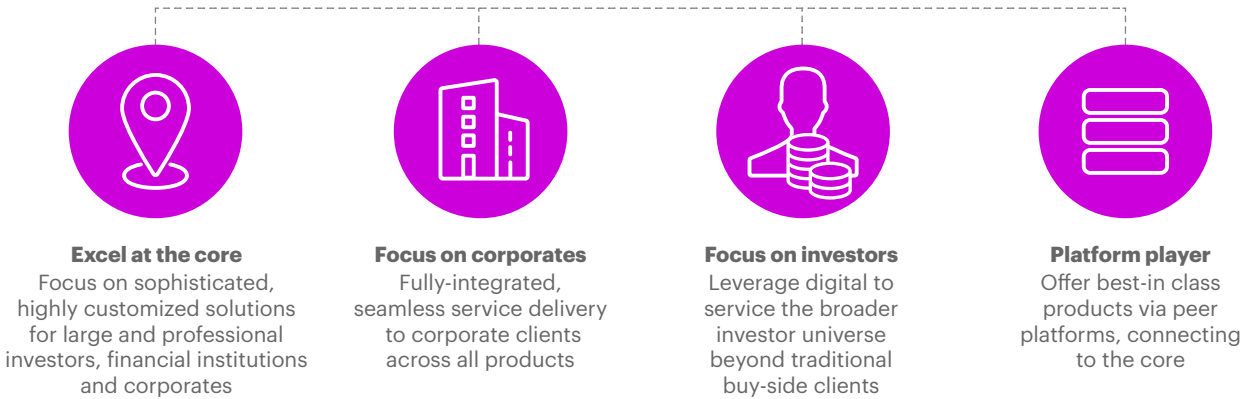 Excel at the core
Focus on sophisticated,
highly customized solutions
for large and professional
investors, financial institutions
and corporates
Focus on corporates
Fully-integrated,
seamless service delivery
to corporate clients
across all products
Focus on investors
Leverage digital to
service the broader
investor universe
beyond traditional
buy-side clients
Platform player
Offer best-in class
products via peer
platforms, connecting
to the core